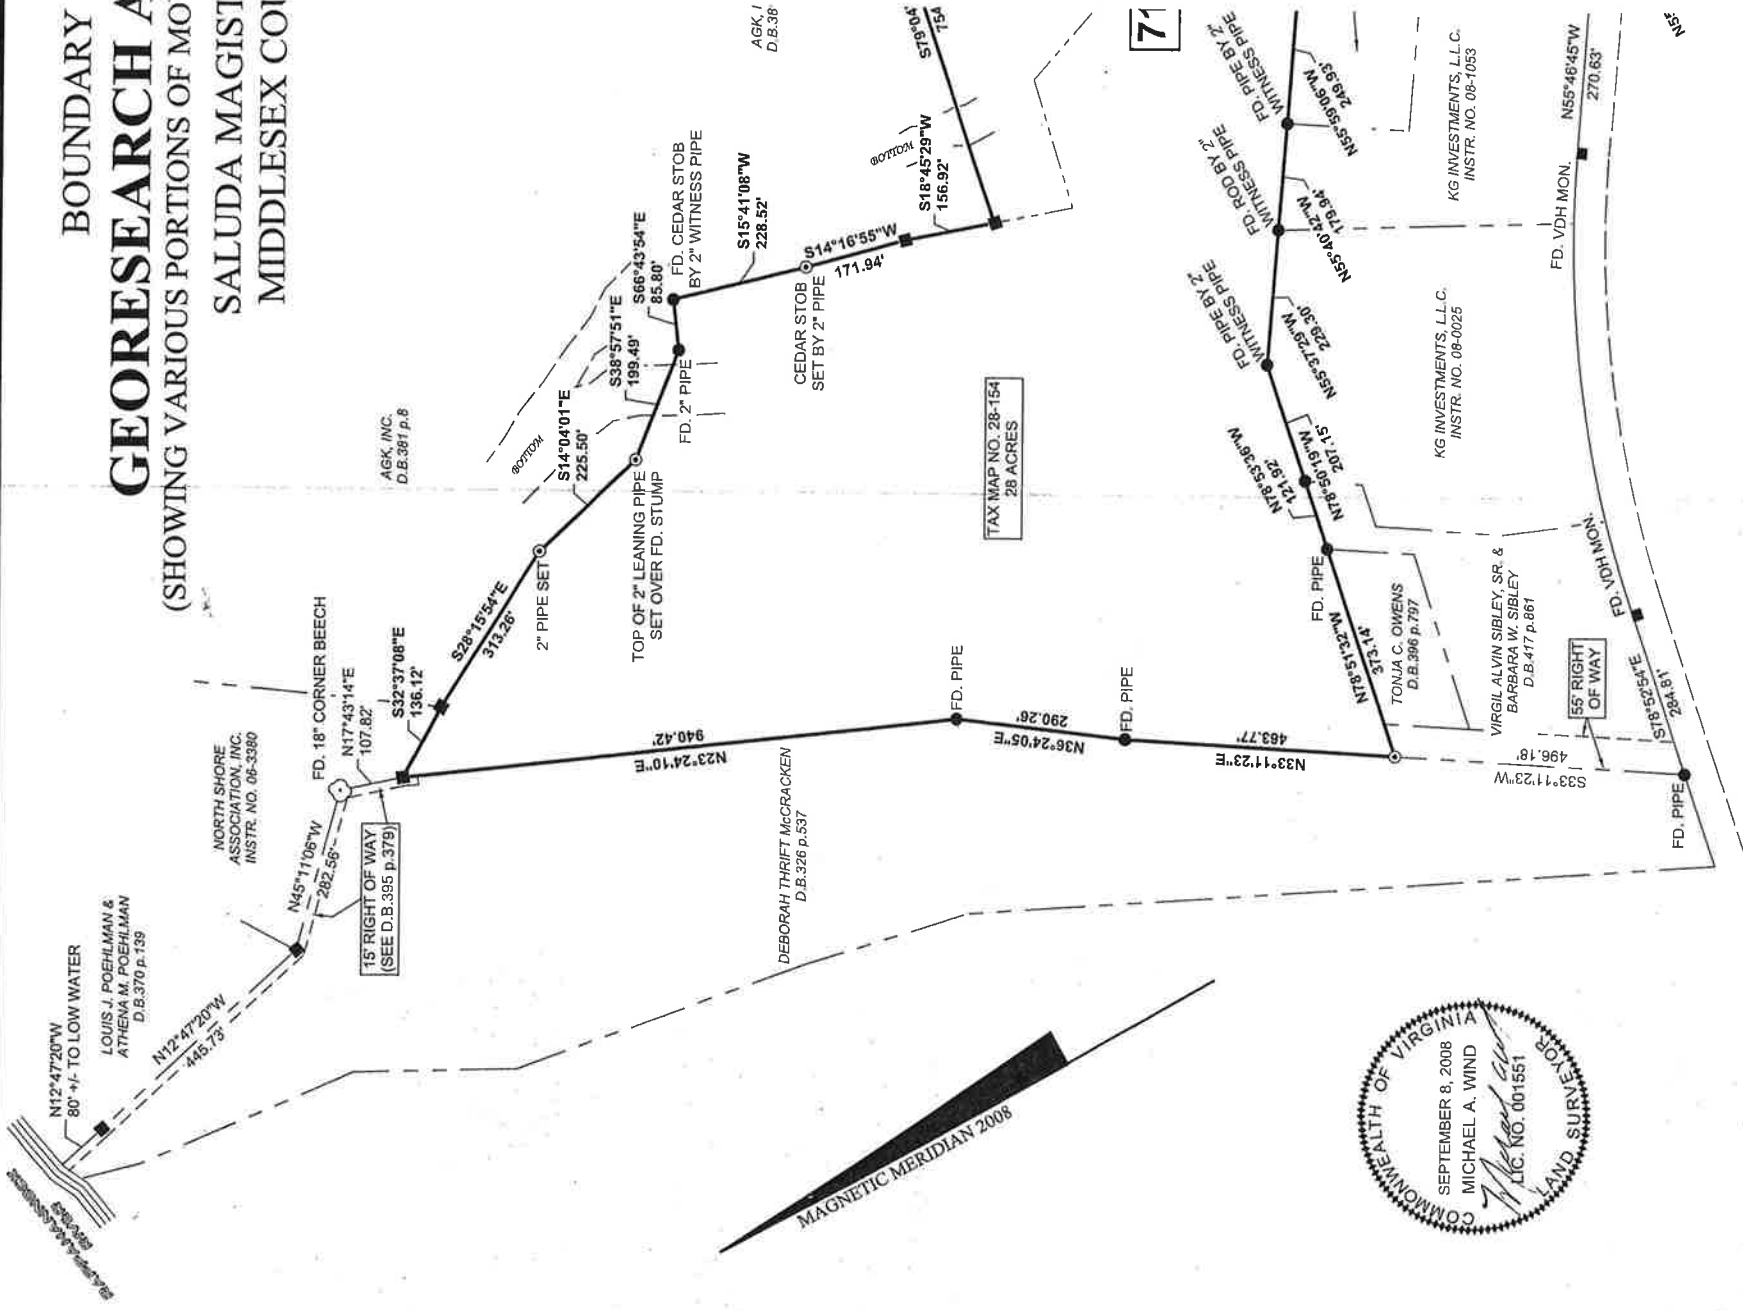 BOUNDARY
GEORESEARCH A
(SHOWING VARIOUS PORTIONS OF MO
SALUDA MAGIST
MIDDLESEX COU
RAPPAHANNOCK
RIVER
N12°47'20"W
80' +/- TO LOW WATER
LOUIS J. POEHLMAN &
ATHENA M. POEHLMAN
D.B.370 p.139
N12°47'20"W
445.73'
NORTH SHORE
ASSOCIATION, INC.
INSTR. NO. 06-3380
N45°11'06"W
282.56'
15' RIGHT OF WAY
(SEE D.B.395 p.379)
FD. 18" CORNER BEECH
N17°43'14"E
107.82'
S32°37'08"E
136.12'
S28°15'54"E
313.26'
2" PIPE SET
AGK, INC.
D.B.381 p.8
BOTTOM
S14°04'01"E
225.50'
TOP OF 2" LEANING PIPE
SET OVER FD. STUMP
S38°57'51"E
199.49'
FD. 2" PIPE
S66°43'54"E
85.80'
FD. CEDAR STOB
BY 2" WITNESS PIPE
S15°41'08"W
228.52'
CEDAR STOB
SET BY 2" PIPE
S14°16'55"W
171.94'
BOTTOM
S18°45'29"W
156.92'
AGK, I
D.B.38
S79°04'
754
71
TAX MAP NO. 28-154
28 ACRES
N23°24'10"E
940.42'
DEBORAH THRIFT McCRACKEN
D.B.326 p.537
FD. PIPE
N36°24'05"E
290.26'
FD. PIPE
N33°11'23"E
463.77'
N78°51'32"W
373.14'
FD. PIPE
N78°53'36"W
121.92'
N78°50'19"W
207.15'
FD. PIPE BY 2"
WITNESS PIPE
N55°37'29"W
229.30'
FD. ROD BY 2"
WITNESS PIPE
N55°40'42"W
179.94'
FD. PIPE BY 2"
WITNESS PIPE
N55°59'06"W
249.93'
KG INVESTMENTS, L.L.C.
INSTR. NO. 08-1053
KG INVESTMENTS, L.L.C.
INSTR. NO. 08-0025
TONJA C. OWENS
D.B.396 p.797
VIRGIL ALVIN SIBLEY, SR. &
BARBARA W. SIBLEY
D.B.417 p.861
55' RIGHT
OF WAY
S33°11'23"W
496.18'
FD. PIPE
S78°52'54"E
284.81'
FD. VDH MON.
FD. VDH MON.
N55°46'45"W
270.63'
N55°
MAGNETIC MERIDIAN 2008
COMMONWEALTH OF VIRGINIA
SEPTEMBER 8, 2008
MICHAEL A. WIND
LIC. NO. 001551
LAND SURVEYOR